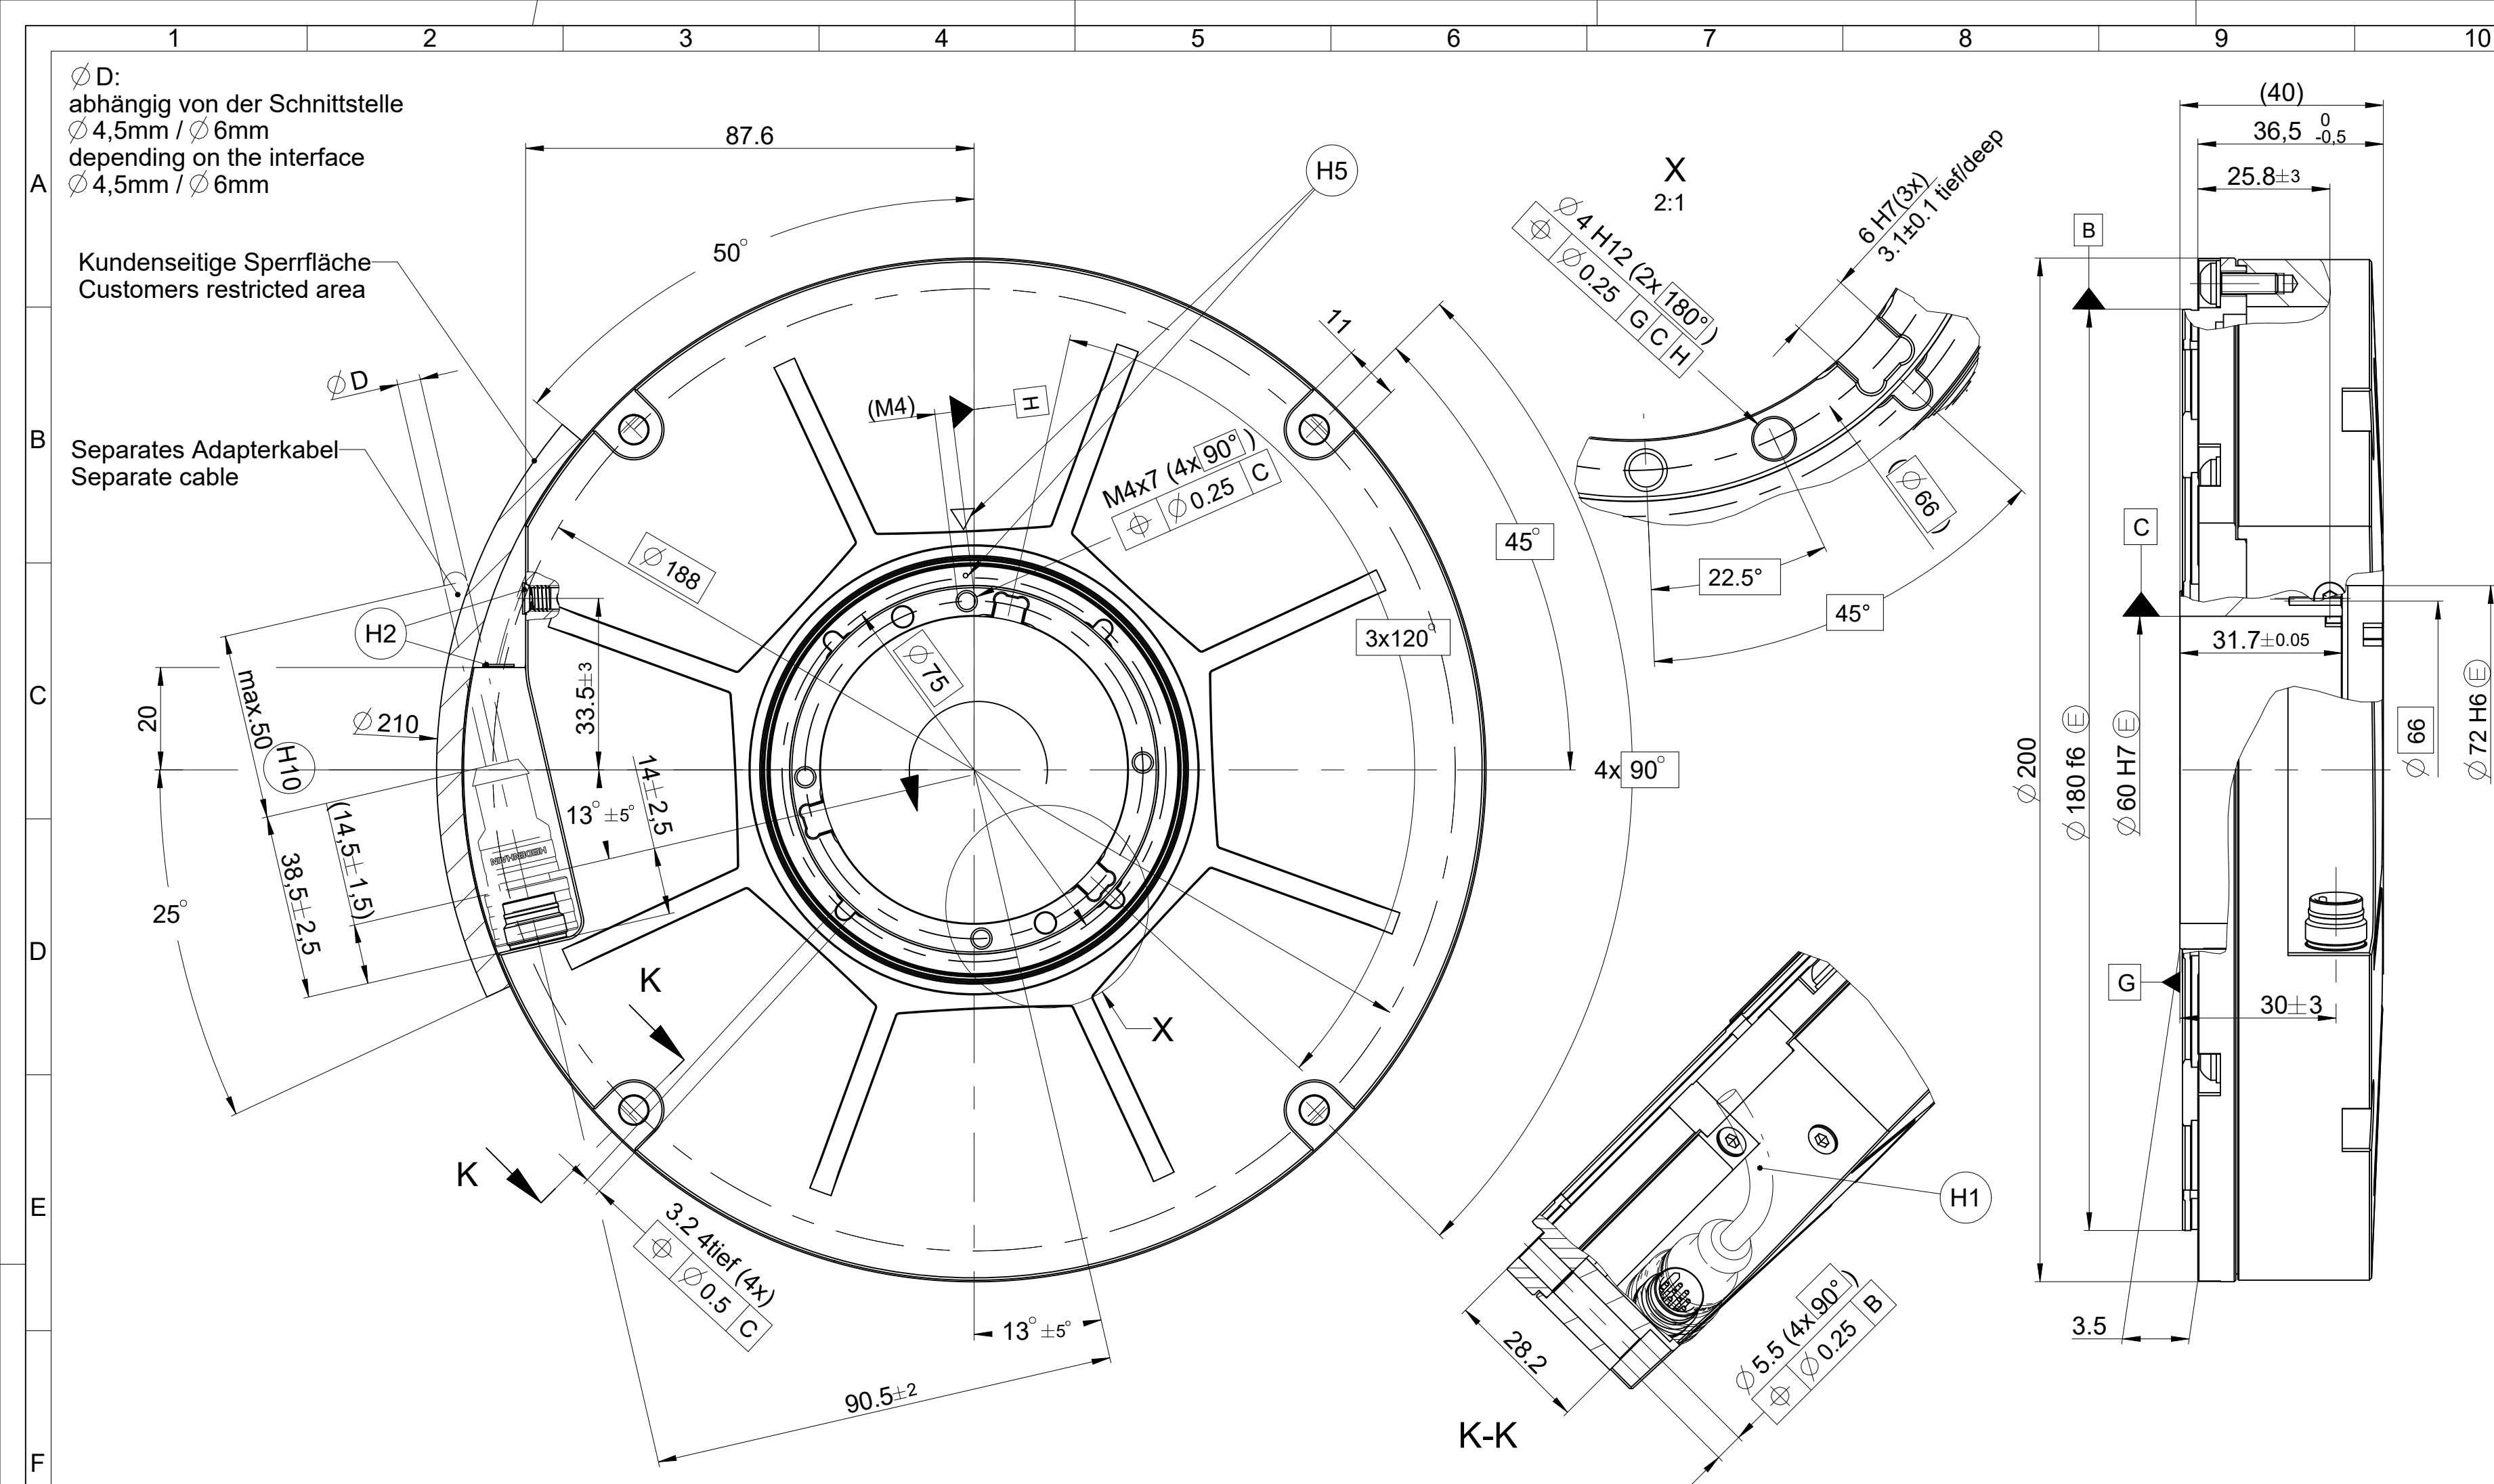 1 2 3 4 5 6 7 8 9 10
A
B
C
D
E
F
∅ D:
abhängig von der Schnittstelle
∅ 4,5mm / ∅ 6mm
depending on the interface
∅ 4,5mm / ∅ 6mm
Kundenseitige Sperrfläche
Customers restricted area
∅ D
Separates Adapterkabel
Separate cable
87.6
50°
H5
(M4)
H
M4x7 (4x 90°)
⌖ ∅ 0.25 C
11
45°
3x120°
4x 90°
∅ 188
∅ 75
H2
33.5±3
20
max.50
H10
∅ 210
14±2,5
13° ±5°
(14,5±1,5)
38,5±2,5
25°
HEIDENHAIN
K
K
X
3.2 4tief (4x)
⌖ ∅ 0.5 C
13° ±5°
90.5±2
X
2:1
∅ 4 H12 (2x 180°)
⌖ ∅ 0.25 G C H
6 H7(3x)
3.1±0.1 tief/deep
(∅ 66)
22.5°
45°
H1
28.2
∅ 5.5 (4x 90°)
⌖ ∅ 0.25 B
K-K
(40)
36,5 0 -0,5
25.8±3
B
C
31.7±0.05
∅ 200
∅ 180 f6 Ⓔ
∅ 60 H7 Ⓔ
∅ 66
∅ 72 H6 Ⓔ
G
30±3
3.5